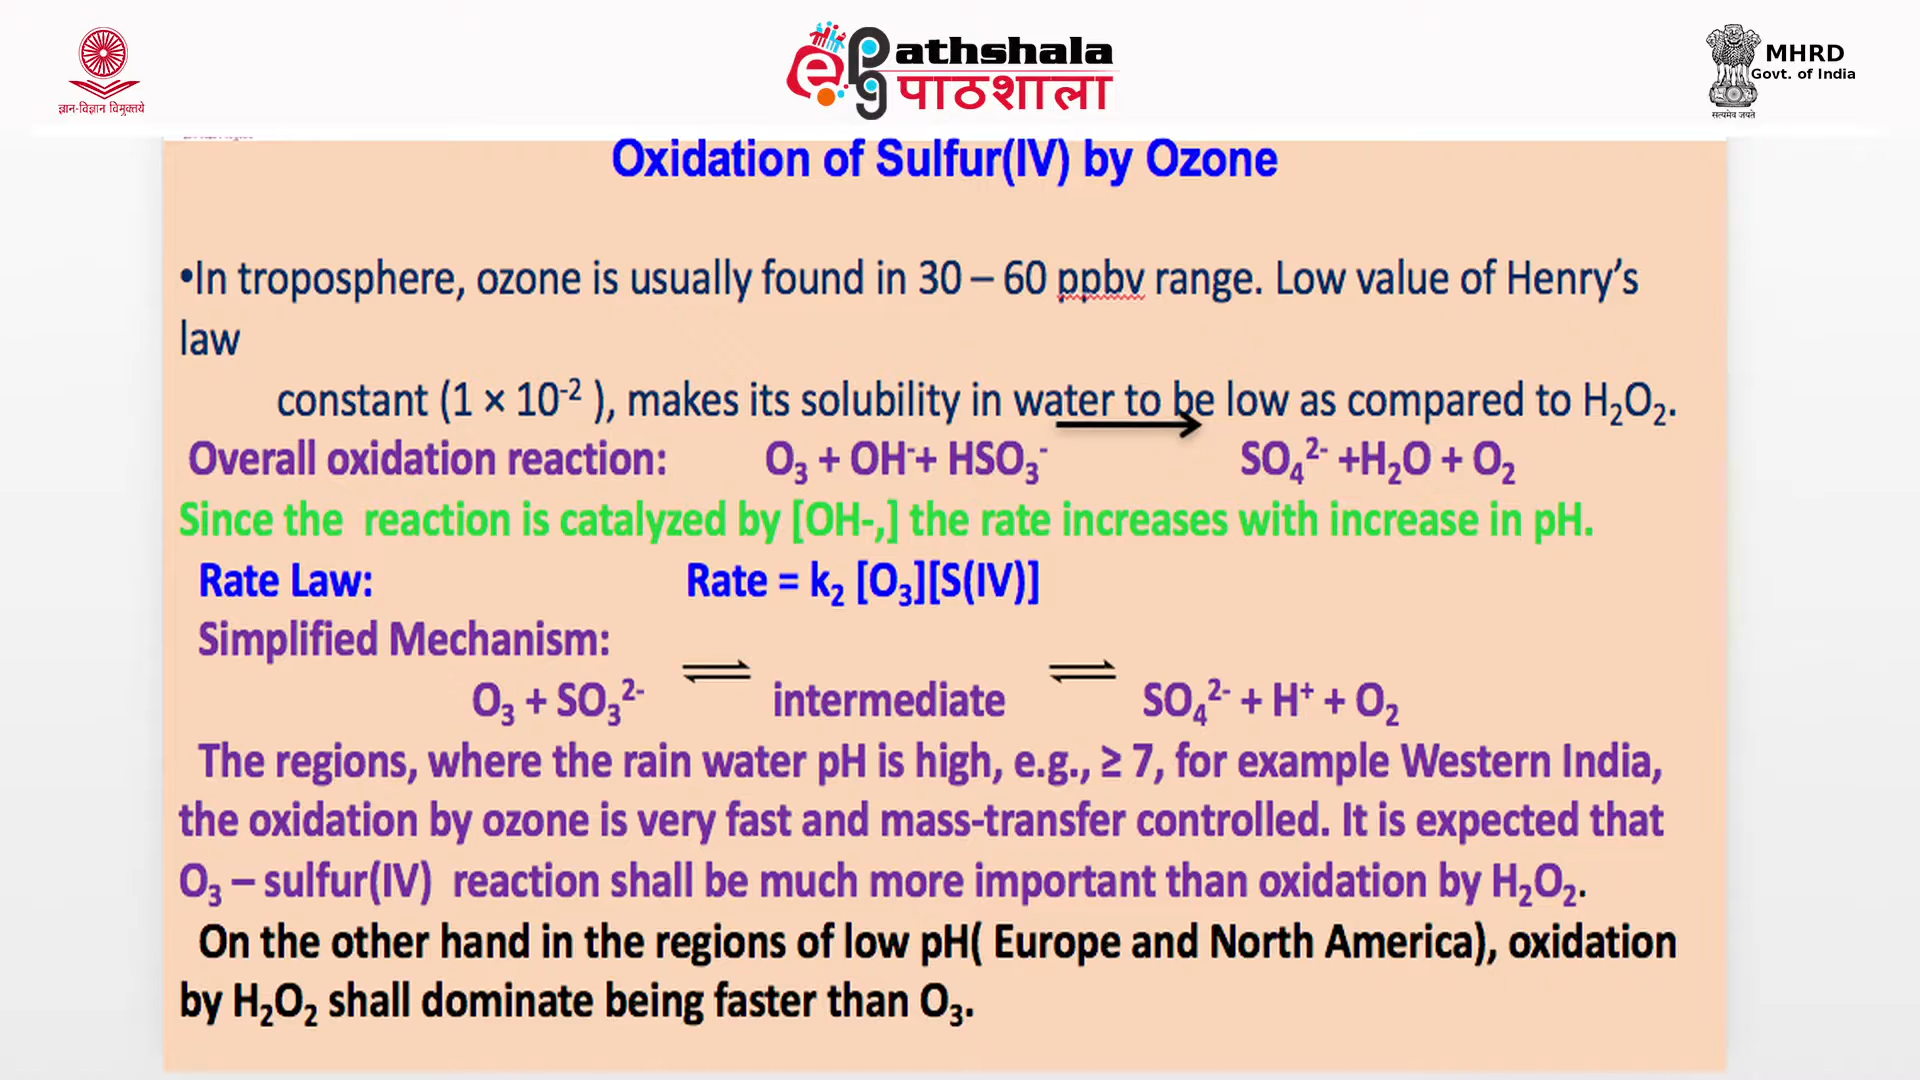 ज्ञान-विज्ञान विमुक्तये
ePG Pathshala
पाठशाला
MHRD
Govt. of India
सत्यमेव जयते
Oxidation of Sulfur(IV) by Ozone
•In troposphere, ozone is usually found in 30 – 60 ppbv range. Low value of Henry's
law
constant (1 × 10⁻² ), makes its solubility in water to be low as compared to H₂O₂.
Overall oxidation reaction: O₃ + OH⁻+ HSO₃⁻ ⟶ SO₄²⁻ +H₂O + O₂
Since the reaction is catalyzed by [OH-,] the rate increases with increase in pH.
Rate Law: Rate = k₂ [O₃][S(IV)]
Simplified Mechanism:
O₃ + SO₃²⁻ ⇌ intermediate ⇌ SO₄²⁻ + H⁺ + O₂
The regions, where the rain water pH is high, e.g., ≥ 7, for example Western India,
the oxidation by ozone is very fast and mass-transfer controlled. It is expected that
O₃ – sulfur(IV) reaction shall be much more important than oxidation by H₂O₂.
On the other hand in the regions of low pH( Europe and North America), oxidation
by H₂O₂ shall dominate being faster than O₃.